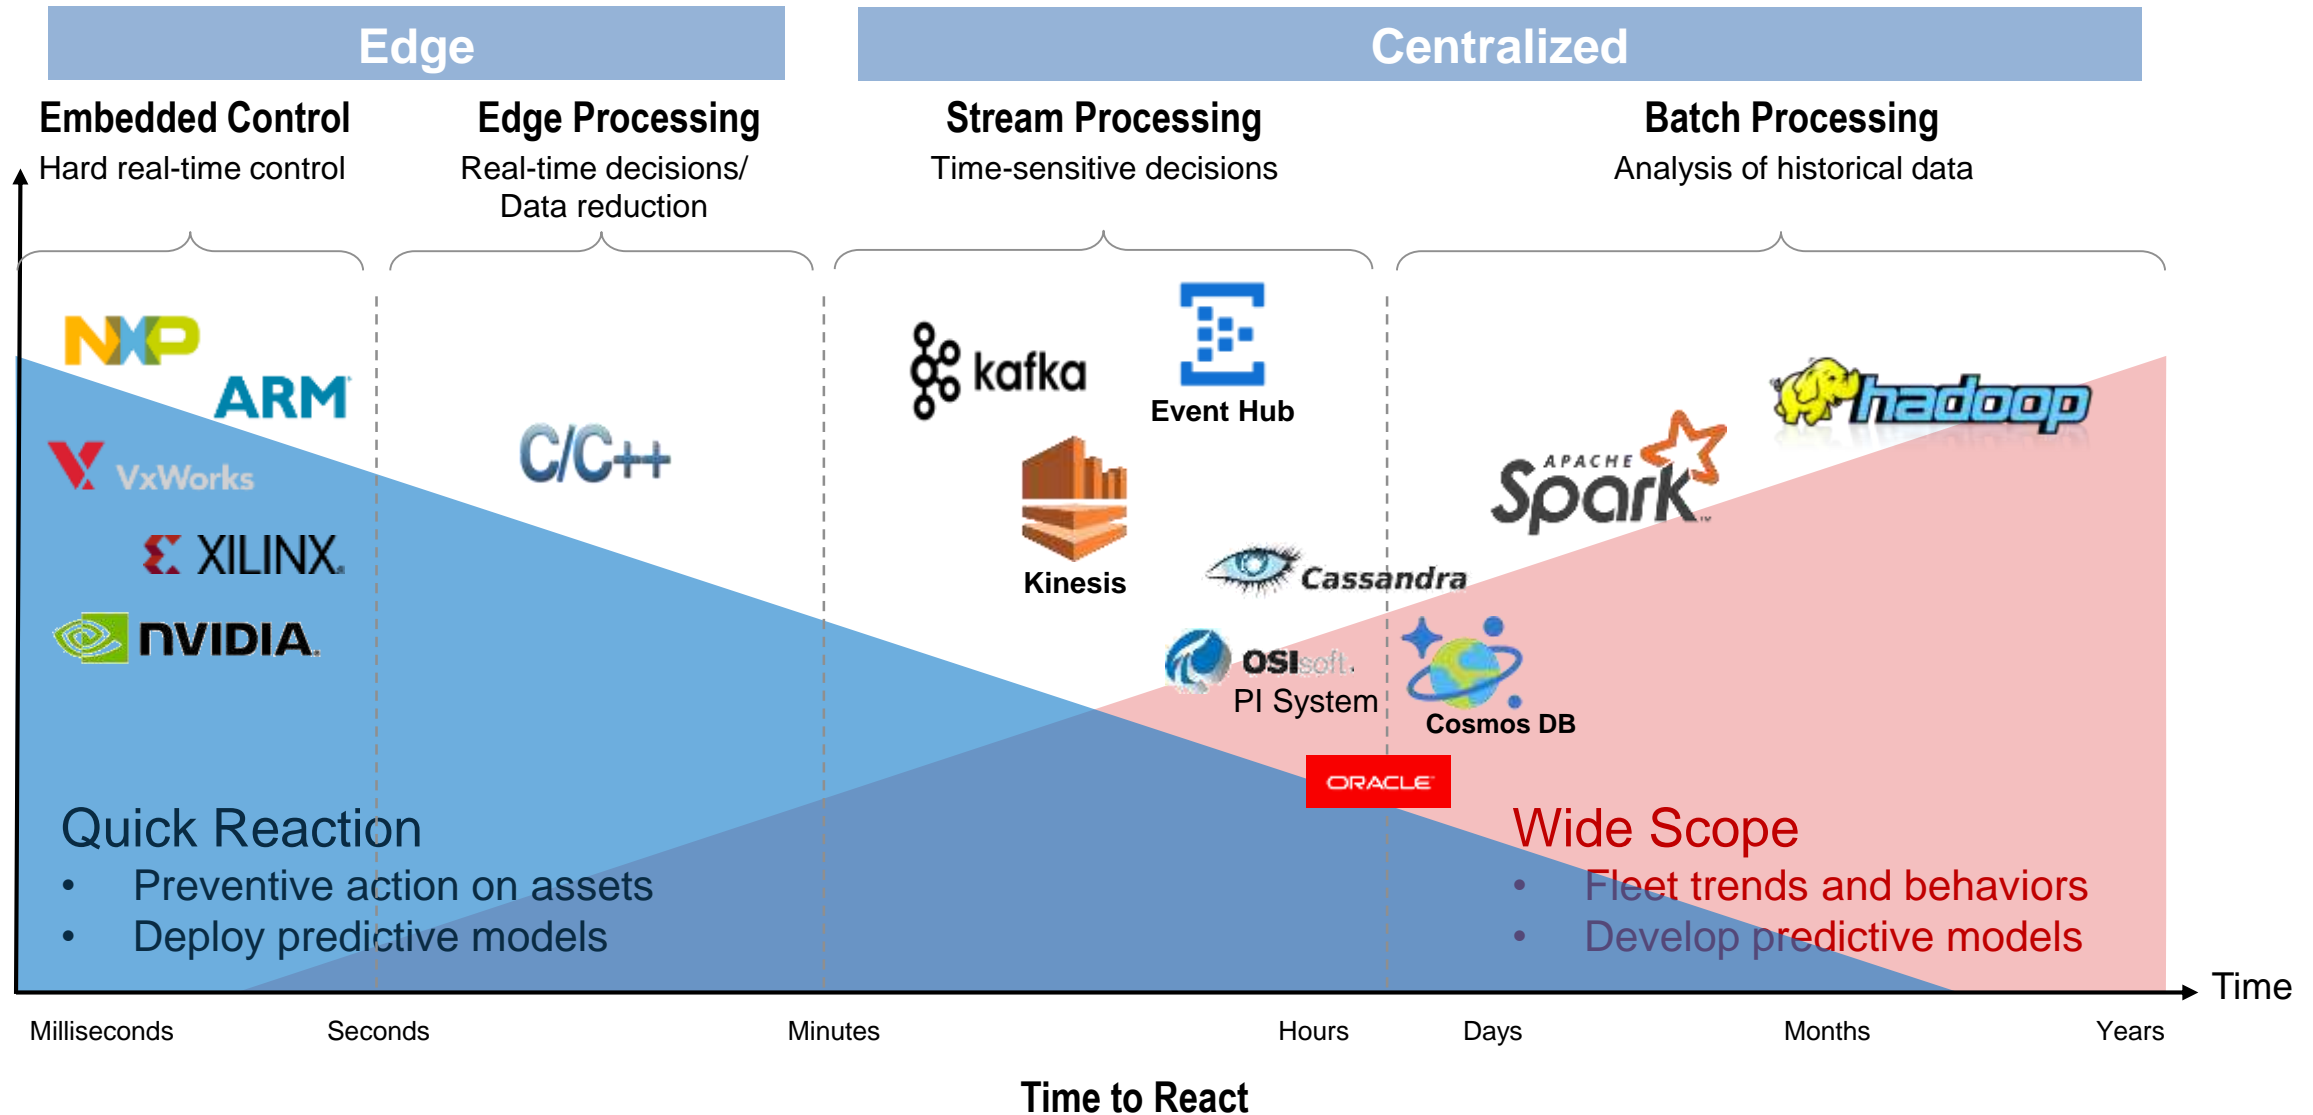 Edge
Centralized
Embedded Control
Hard real-time control
Edge Processing
Real-time decisions/
Data reduction
Stream Processing
Time-sensitive decisions
Batch Processing
Analysis of historical data
NXP
ARM
VxWorks
XILINX
NVIDIA
C/C++
kafka
Event Hub
Kinesis
Cassandra
OSIsoft.
PI System
Cosmos DB
ORACLE
APACHE
Spark
hadoop
Quick Reaction
• Preventive action on assets
• Deploy predictive models
Wide Scope
• Fleet trends and behaviors
• Develop predictive models
Time
Milliseconds
Seconds
Minutes
Hours
Days
Months
Years
Time to React